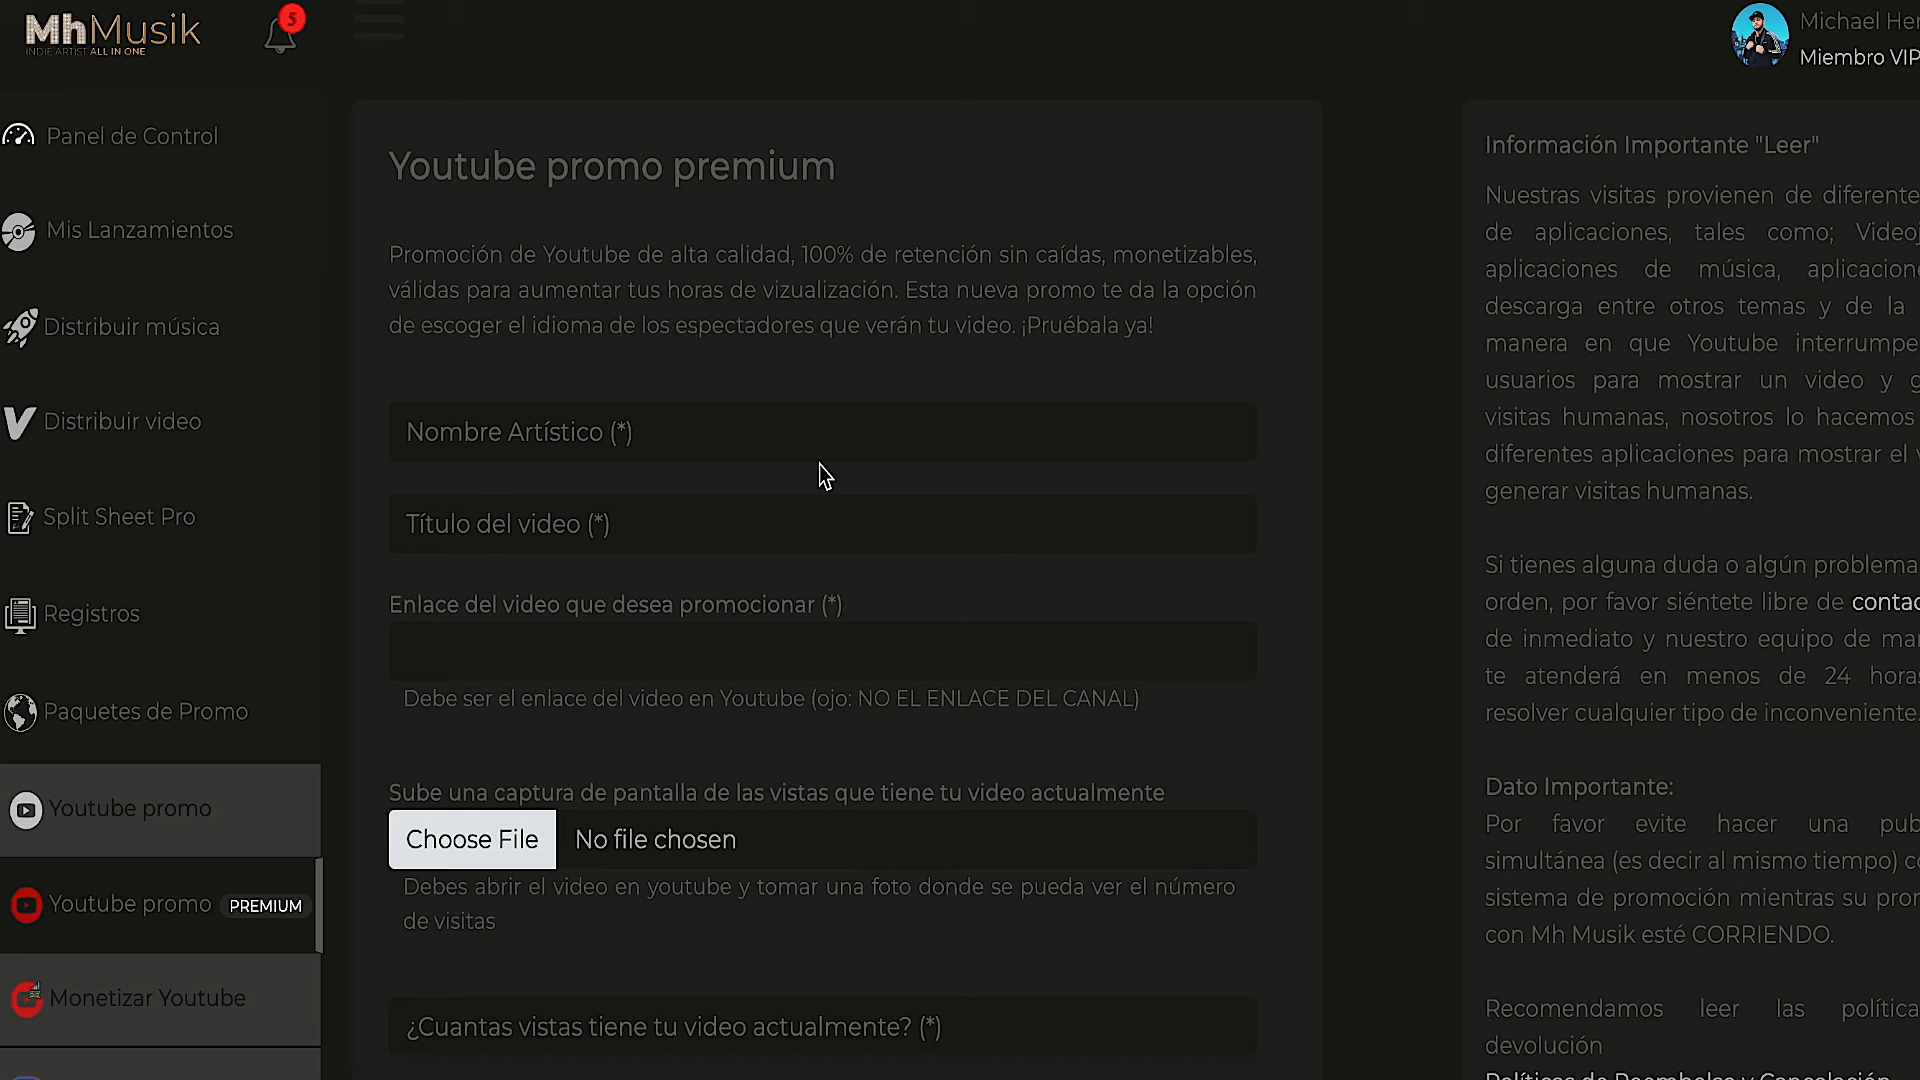 MhMusik
INDIE ARTIST ALL IN ONE
5
Michael
Miembro VIP
Panel de Control
Mis Lanzamientos
Distribuir música
Distribuir video
Split Sheet Pro
Registros
Paquetes de Promo
Youtube promo
Youtube promo PREMIUM
Monetizar Youtube
Youtube promo premium
Promoción de Youtube de alta calidad, 100% de retención sin caídas, monetizables,
válidas para aumentar tus horas de vizualización. Esta nueva promo te da la opción
de escoger el idioma de los espectadores que verán tu video. ¡Pruébala ya!
Nombre Artístico (*)
Título del video (*)
Enlace del video que desea promocionar (*)
Debe ser el enlace del video en Youtube (ojo: NO EL ENLACE DEL CANAL)
Sube una captura de pantalla de las vistas que tiene tu video actualmente
Choose File No file chosen
Debes abrir el video en youtube y tomar una foto donde se pueda ver el número
de visitas
¿Cuantas vistas tiene tu video actualmente? (*)
Información Importante "Leer"
Nuestras visitas provienen de
de aplicaciones, tales como;
aplicaciones de música,
descarga entre otros temas y de la
manera en que Youtube interrumpe
usuarios para mostrar un video y
visitas humanas, nosotros lo hacemos
diferentes aplicaciones para mostrar el
generar visitas humanas.
Si tienes alguna duda o algún problema
orden, por favor siéntete libre de
de inmediato y nuestro equipo de
te atenderá en menos de 24 horas
resolver cualquier tipo de inconveniente.
Dato Importante:
Por favor evite hacer una
simultánea (es decir al mismo tiempo)
sistema de promoción mientras su
con Mh Musik esté CORRIENDO.
Recomendamos leer las
devolución
Políticas de Reembolso y Cancelación